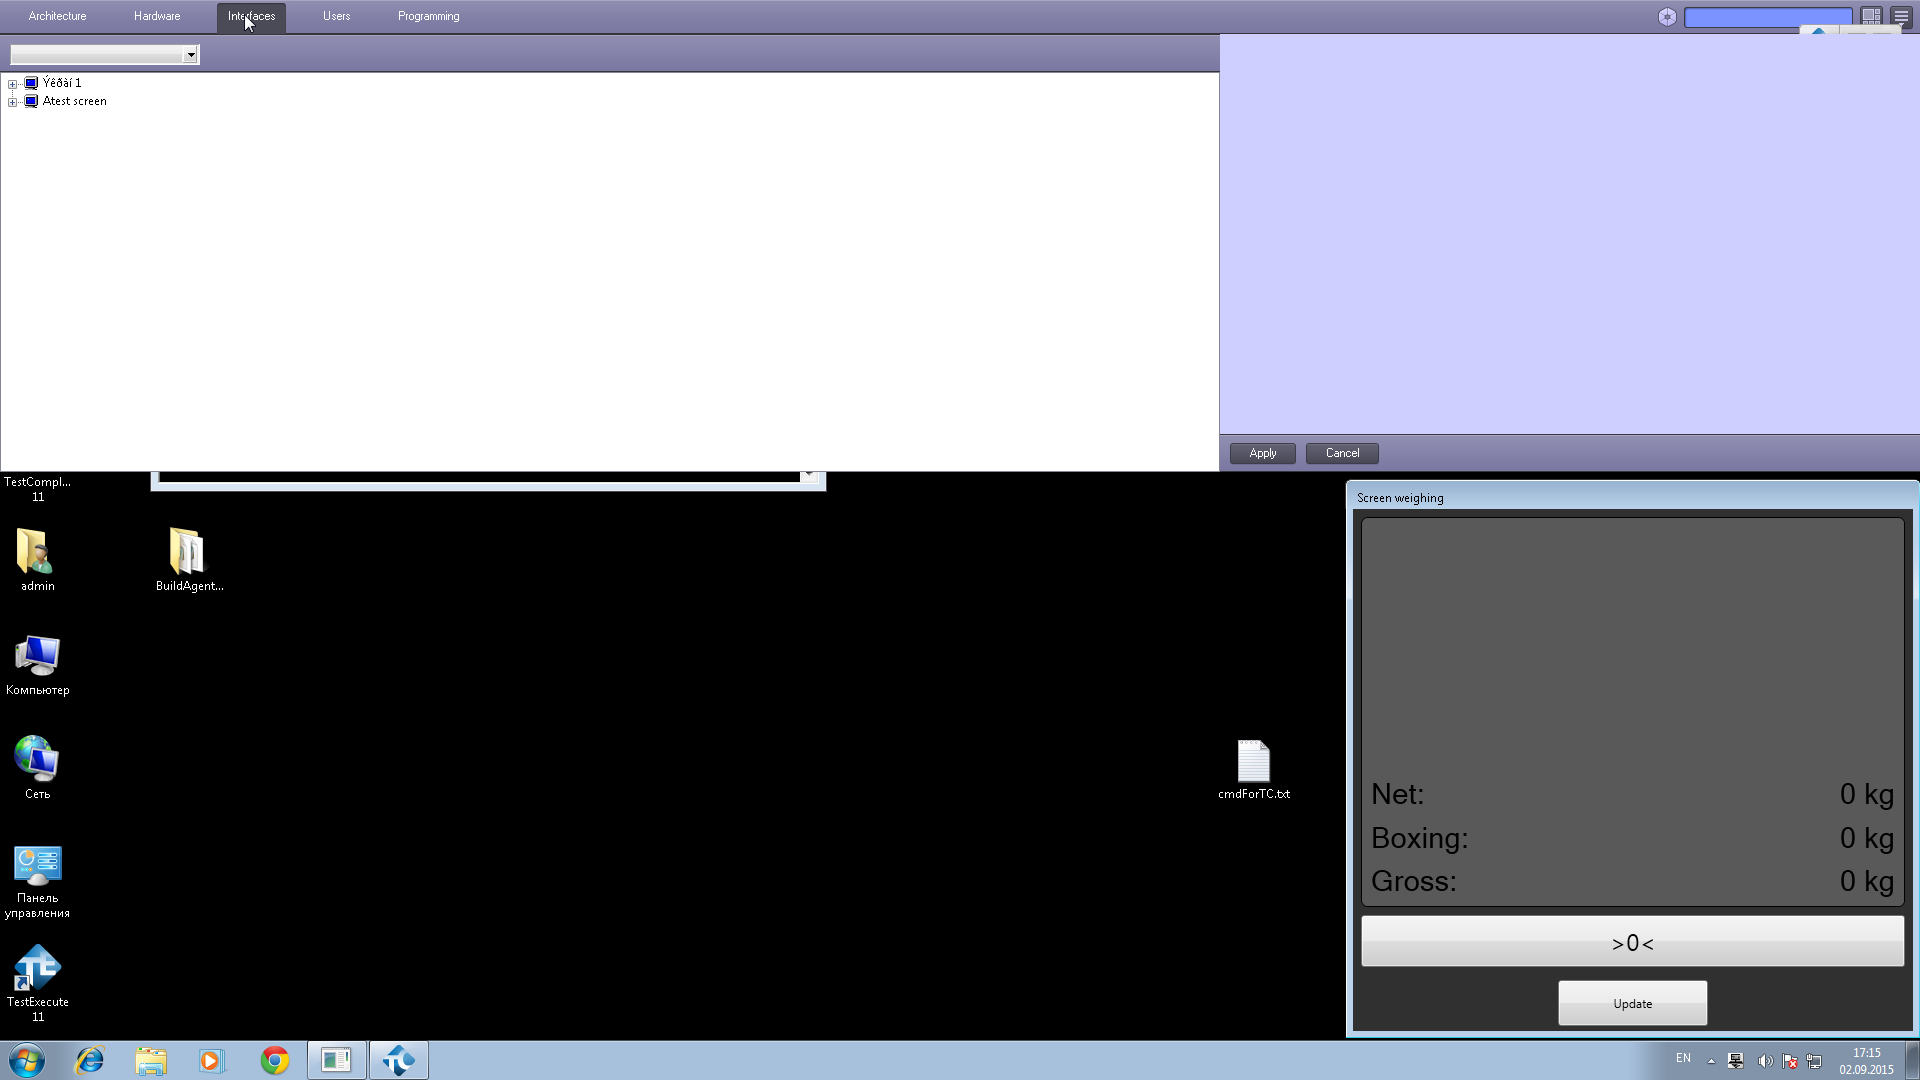 Architecture
Hardware
Interfaces
Users
Programming
Ýêðàí 1
Atest screen
Apply
Cancel
TestCompl...
11
admin
BuildAgent...
Компьютер
Сеть
cmdForTC.txt
Панель
управления
TestExecute
11
Screen weighing
Net:
0 kg
Boxing:
0 kg
Gross:
0 kg
>0<
Update
EN
17:15
02.09.2015